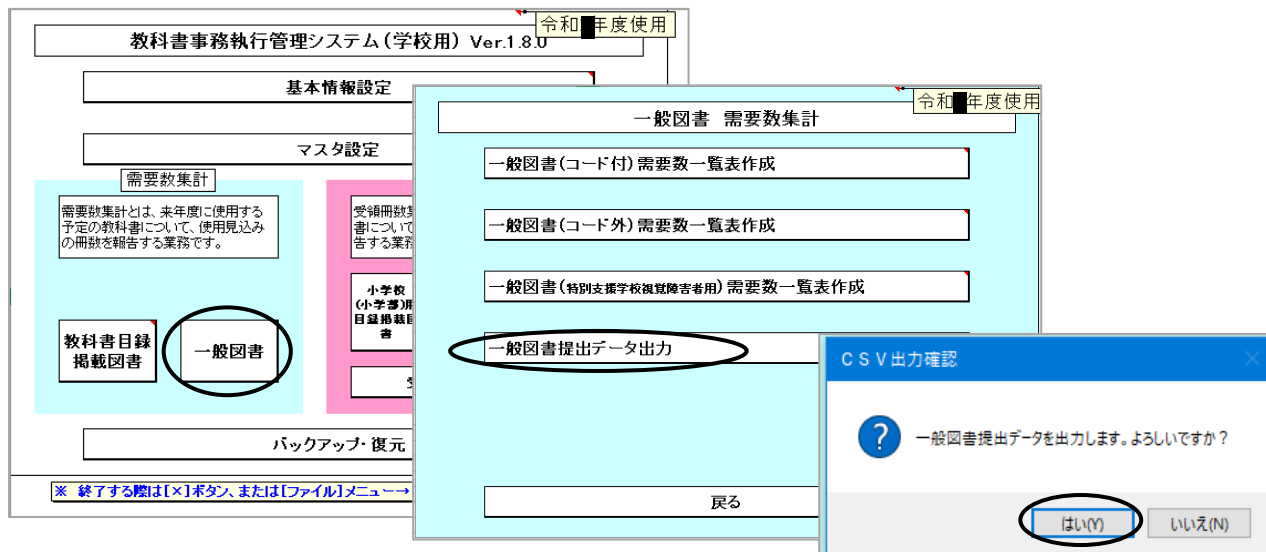 令和
年度使用
教科書事務執行管理システム(学校用) Ver.1.8.0
基本情報設定
マスタ設定
需要数集計
需要数集計とは、来年度に使用する
予定の教科書について、使用見込み
の冊数を報告する業務です。
教科書目録
掲載図書
一般図書
受領冊数
書について
告する業務
小学校
(小学部)用
目録掲載図
書
バックアップ・復元
※ 終了する際は[×]ボタン、または[ファイル]メニュー→
令和
年度使用
一般図書 需要数集計
一般図書(コード付)需要数一覧表作成
一般図書(コード外)需要数一覧表作成
一般図書(特別支援学校視覚障害者用)需要数一覧表作成
一般図書提出データ出力
戻る
CSV出力確認
一般図書提出データを出力します。よろしいですか?
はい(Y)
いいえ(N)